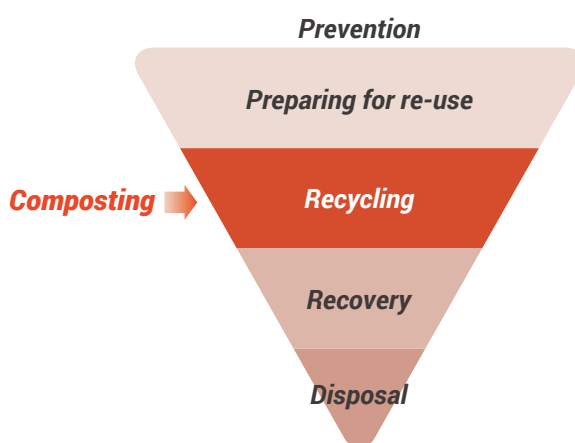 Prevention
Preparing for re-use
Composting
Recycling
Recovery
Disposal